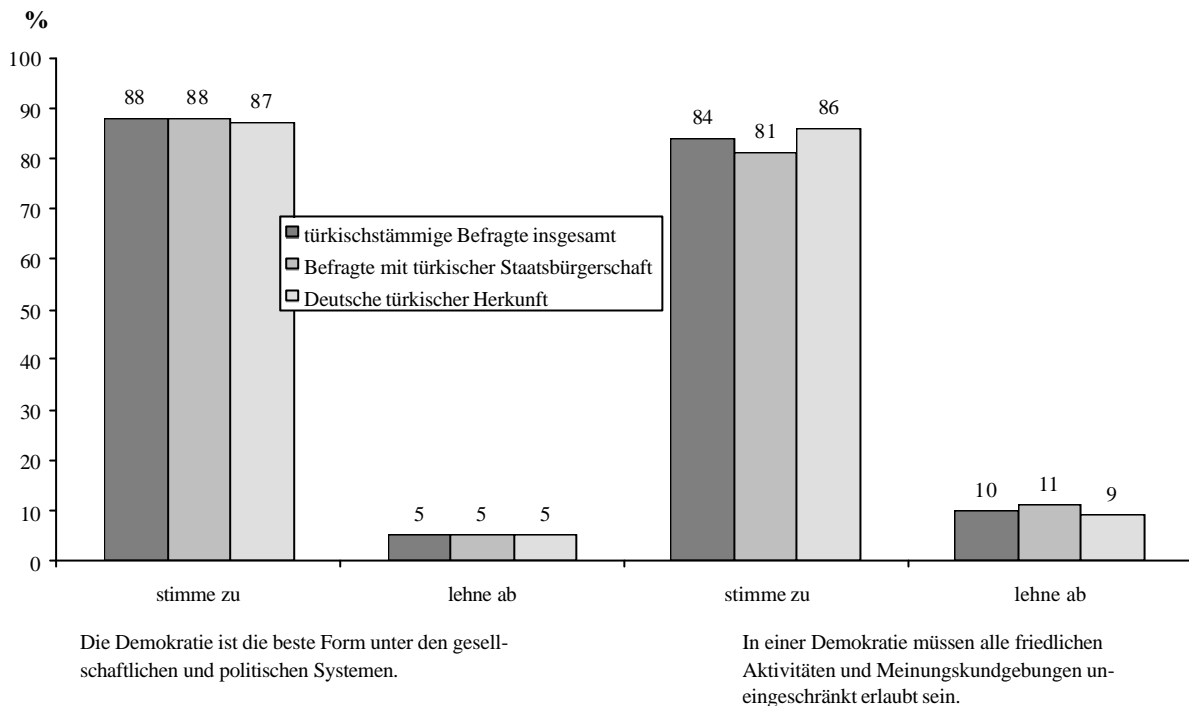 %
100
90
80
70
60
50
40
30
20
10
0
88 88 87
5 5 5
84 81 86
10 11 9
türkischstämmige Befragte insgesamt
Befragte mit türkischer Staatsbürgerschaft
Deutsche türkischer Herkunft
stimme zu lehne ab stimme zu lehne ab
Die Demokratie ist die beste Form unter den gesell-
schaftlichen und politischen Systemen.
In einer Demokratie müssen alle friedlichen
Aktivitäten und Meinungskundgebungen un-
eingeschränkt erlaubt sein.